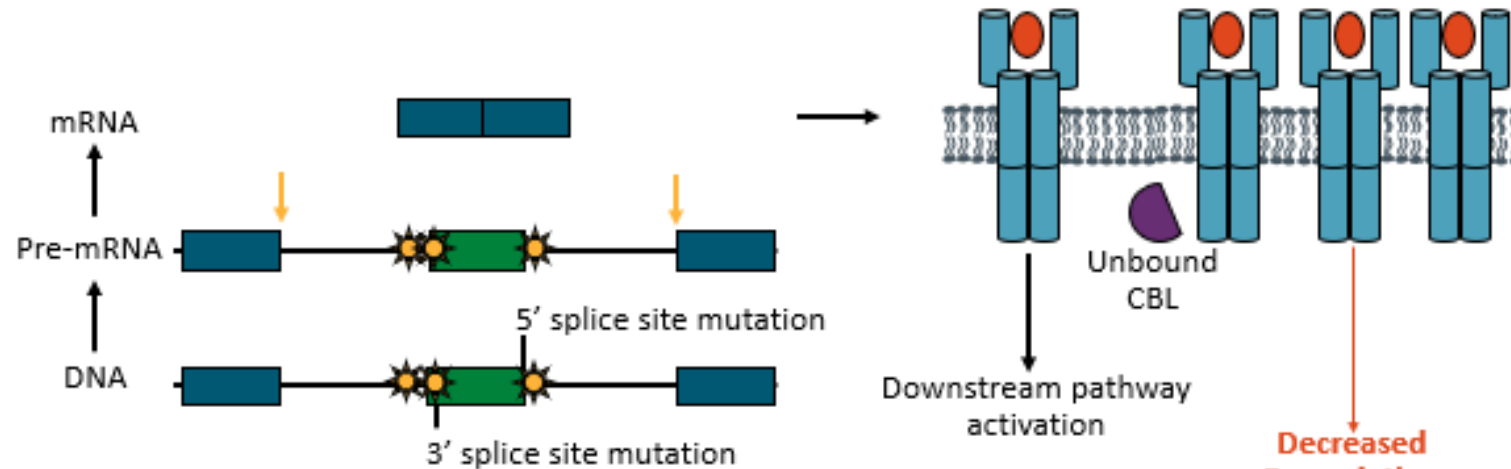 mRNA
Pre-mRNA
5' splice site mutation
DNA
3' splice site mutation
Unbound
CBL
Downstream pathway
activation
Decreased